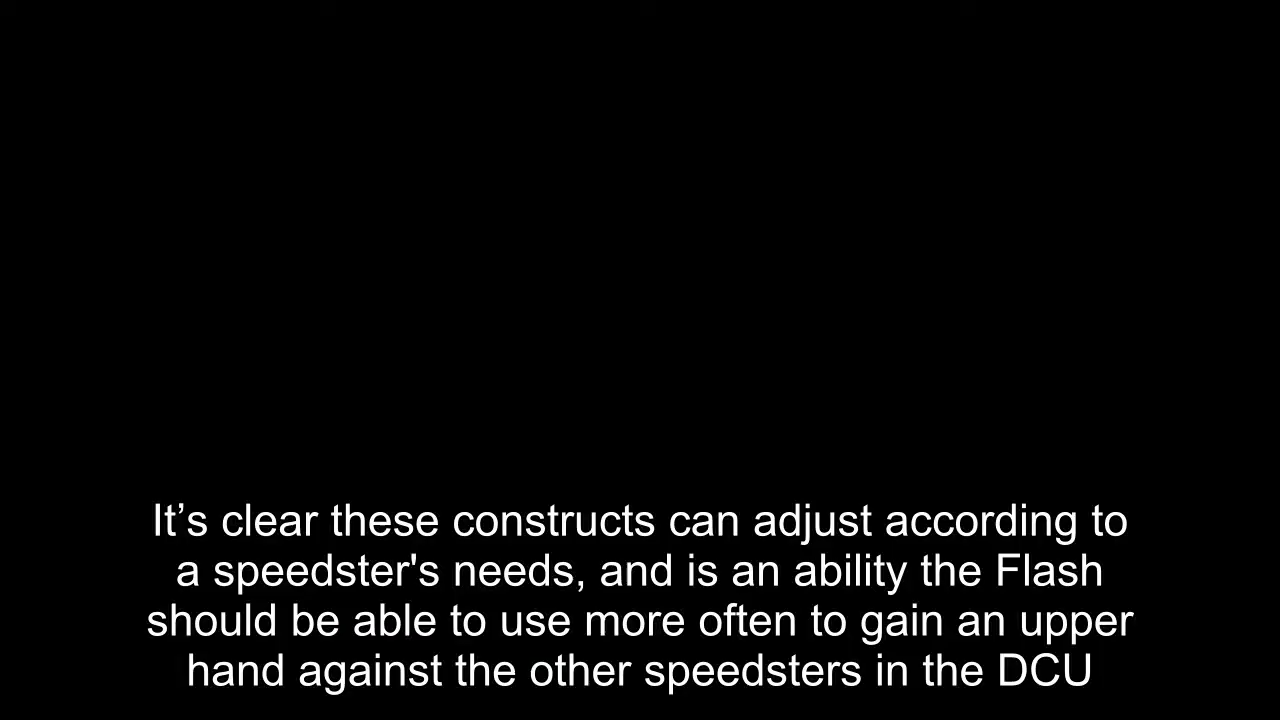 It’s clear these constructs can adjust according to
a speedster's needs, and is an ability the Flash
should be able to use more often to gain an upper
hand against the other speedsters in the DCU